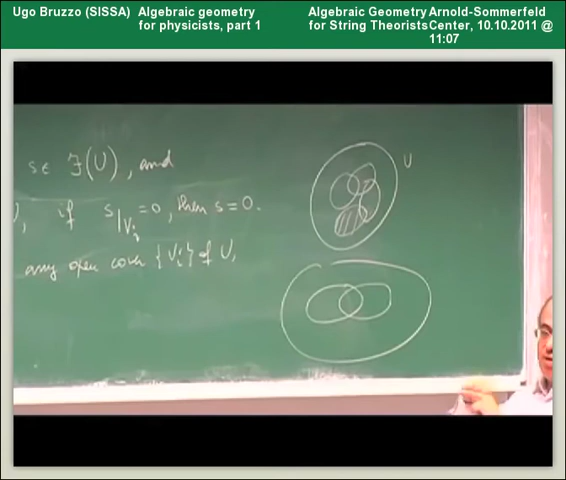 Ugo Bruzzo (SISSA)
Algebraic geometry
for physicists, part 1
Algebraic Geometry
for String Theorists
Arnold-Sommerfeld
Center, 10.10.2011 @
11:07
s ∈ ℱ(U), and
if s|Vi = 0, then s = 0.
any open cover {Vi} of U,
U